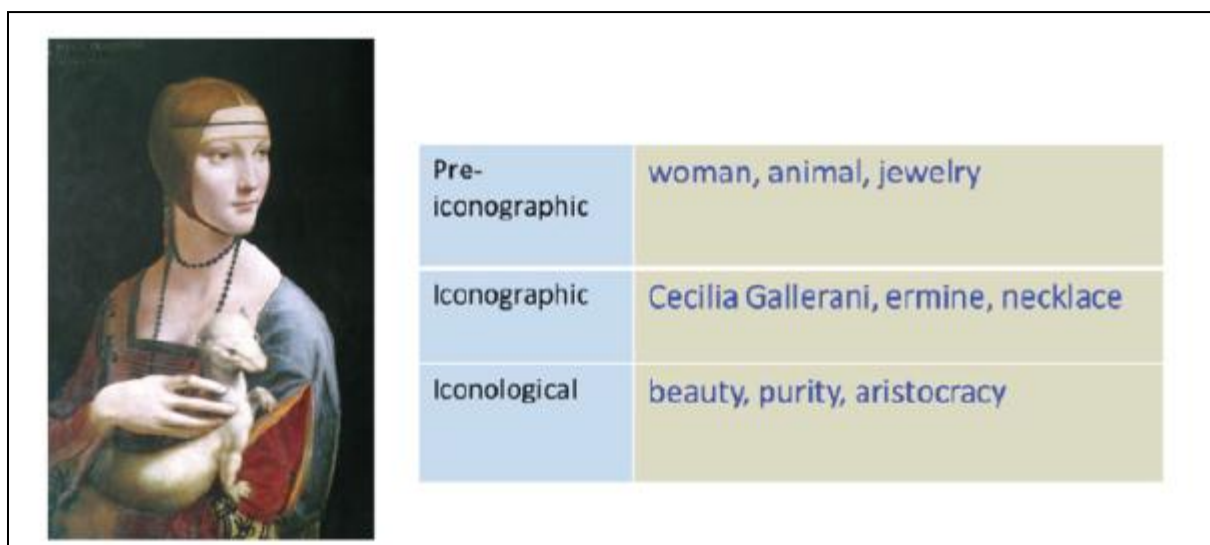 Pre-
iconographic
woman, animal, jewelry
Iconographic
Cecilia Gallerani, ermine, necklace
Iconological
beauty, purity, aristocracy